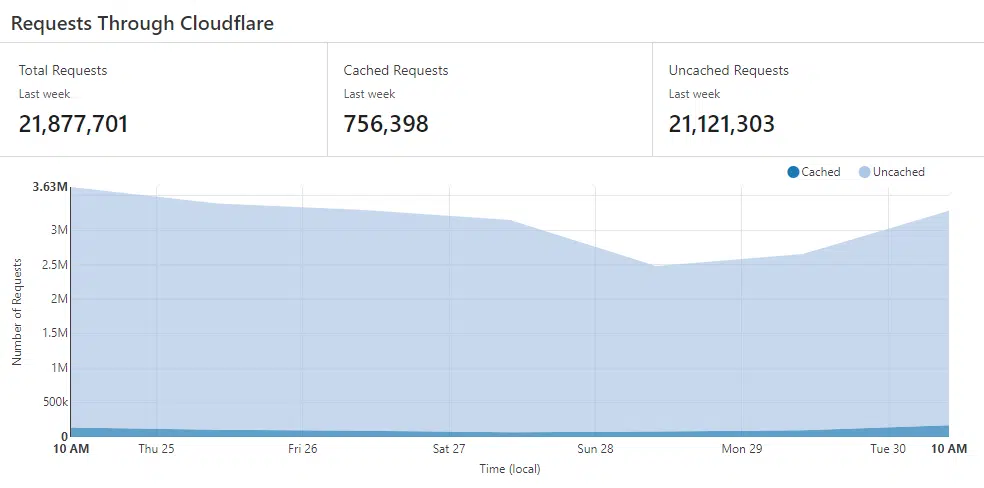 Requests Through Cloudflare
Total Requests
Last week
21,877,701
Cached Requests
Last week
756,398
Uncached Requests
Last week
21,121,303
Cached Uncached
3.63M
3M
2.5M
2M
1.5M
1M
500k
0
Number of Requests
10 AM Thu 25 Fri 26 Sat 27 Sun 28 Mon 29 Tue 30 10 AM
Time (local)